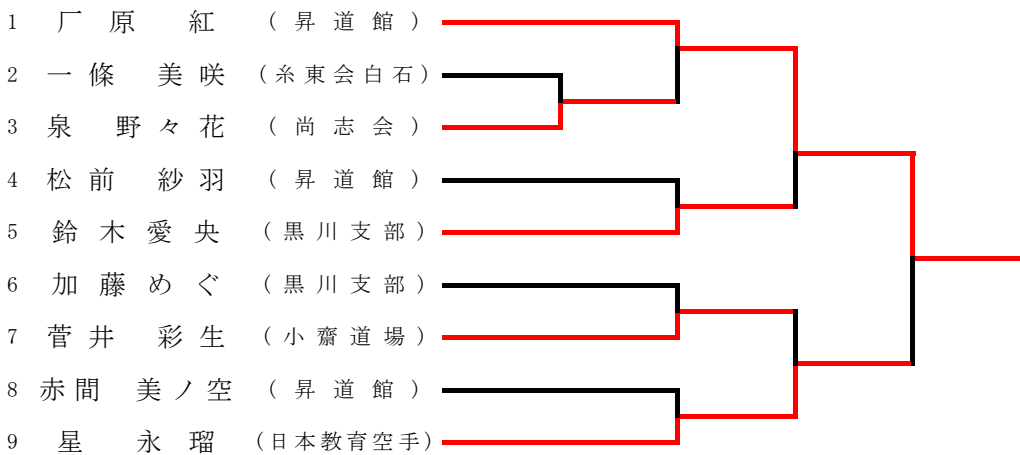 1 厂原 紅 (昇道館)
2 一條 美咲 (糸東会白石)
3 泉 野々花 (尚志会)
4 松前 紗羽 (昇道館)
5 鈴木愛央 (黒川支部)
6 加藤めぐ (黒川支部)
7 菅井 彩生 (小齋道場)
8 赤間 美ノ空 (昇道館)
9 星 永瑠 (日本教育空手)